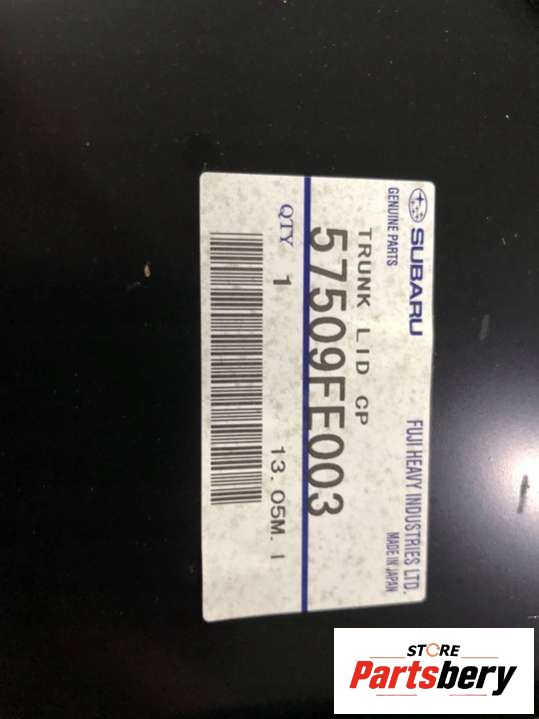 SUBARU
GENUINE PARTS
FUJI HEAVY INDUSTRIES LTD.
MADE IN JAPAN
TRUNK LID CP
57509FE003
QTY 1 13.05M. I
STORE
Partsbery